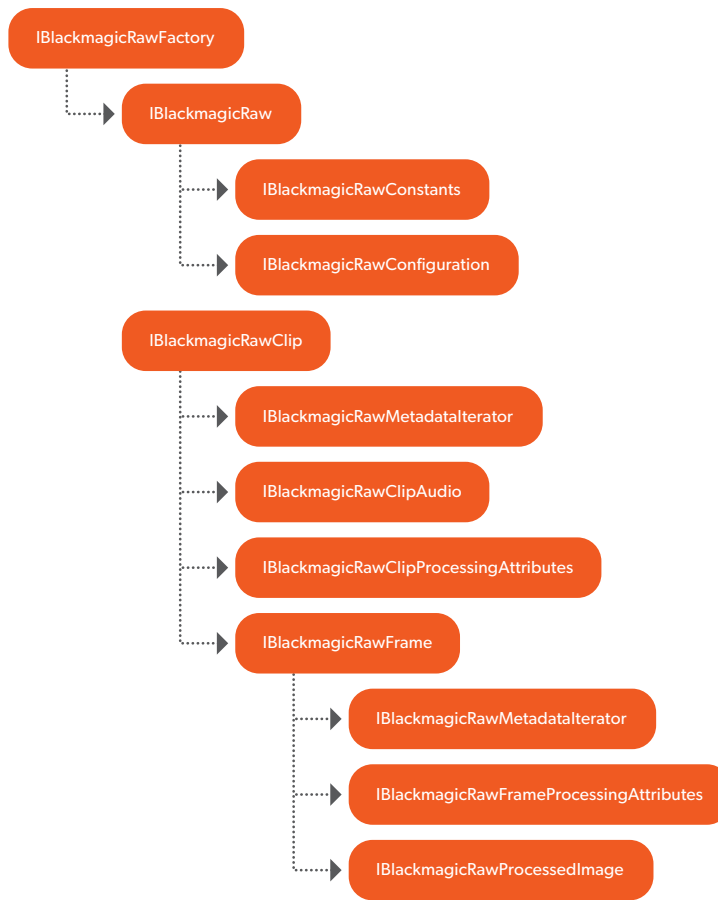 IBlackmagicRawFactory
IBlackmagicRaw
IBlackmagicRawConstants
IBlackmagicRawConfiguration
IBlackmagicRawClip
IBlackmagicRawMetadataIterator
IBlackmagicRawClipAudio
IBlackmagicRawClipProcessingAttributes
IBlackmagicRawFrame
IBlackmagicRawMetadataIterator
IBlackmagicRawFrameProcessingAttributes
IBlackmagicRawProcessedImage